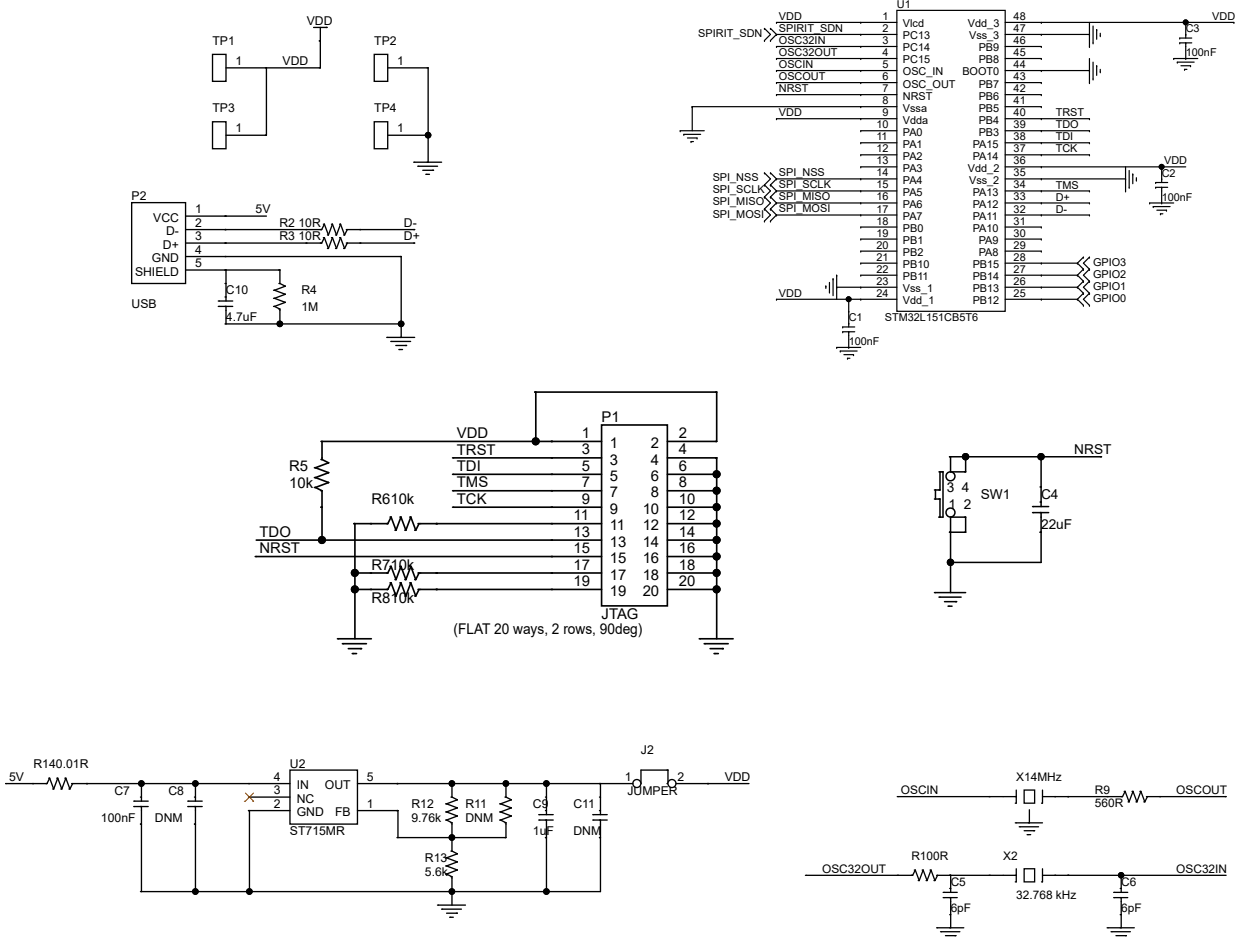 VDD
TP1
1
VDD
TP2
1
TP3
1
TP4
1
P2
VCC 1 5V
D- 2 R2 10R D-
D+ 3 R3 10R D+
GND 4
SHIELD 5
USB
C10
4.7uF
R4
1M
U1
VDD 1 Vlcd Vdd_3 48 VDD
SPIRIT_SDN SPIRIT_SDN 2 PC13 Vss_3 47
OSC32IN 3 PC14 PB9 46
OSC32OUT 4 PC15 PB8 45
OSCIN 5 OSC_IN BOOT0 44
OSCOUT 6 OSC_OUT PB7 43
NRST 7 NRST PB6 42
8 Vssa PB5 41
VDD 9 Vdda PB4 40 TRST
10 PA0 PB3 39 TDO
11 PA1 PA15 38 TDI
12 PA2 PA14 37 TCK
13 PA3 Vdd_2 36 VDD
SPI_NSS SPI_NSS 14 PA4 Vss_2 35
SPI_SCLK SPI_SCLK 15 PA5 PA13 34 TMS
SPI_MISO SPI_MISO 16 PA6 PA12 33 D+
SPI_MOSI SPI_MOSI 17 PA7 PA11 32 D-
18 PB0 PA10 31
19 PB1 PA9 30
20 PB2 PA8 29
21 PB10 PB15 28 GPIO3
22 PB11 PB14 27 GPIO2
23 Vss_1 PB13 26 GPIO1
VDD 24 Vdd_1 PB12 25 GPIO0
STM32L151CB5T6
C3
100nF
C2
100nF
C1
100nF
P1
VDD 1 1 2 2
TRST 3 3 4 4
TDI 5 5 6 6
TMS 7 7 8 8
TCK 9 9 10 10
11 11 12 12
TDO 13 13 14 14
NRST 15 15 16 16
17 17 18 18
19 19 20 20
JTAG
(FLAT 20 ways, 2 rows, 90deg)
R5
10k
R610k
R710k
R810k
NRST
3 4
1 2
SW1
C4
22uF
5V
R140.01R
C7
100nF
C8
DNM
U2
4 IN OUT 5
3 NC
2 GND FB 1
ST715MR
R12
9.76k
R11
DNM
C9
1uF
C11
DNM
R13
5.6k
J2
1 2
JUMPER
VDD
OSCIN
X14MHz
R9
560R
OSCOUT
OSC32OUT
R100R
X2
32.768 kHz
OSC32IN
C5
6pF
C6
6pF